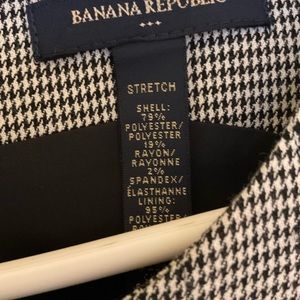 BANANA REPUBLIC
STRETCH
SHELL:
79%
POLYESTER/
POLYESTER
19%
RAYON/
RAYONNE
2%
SPANDEX/
ÉLASTHANNE
LINING:
95%
POLYESTER/